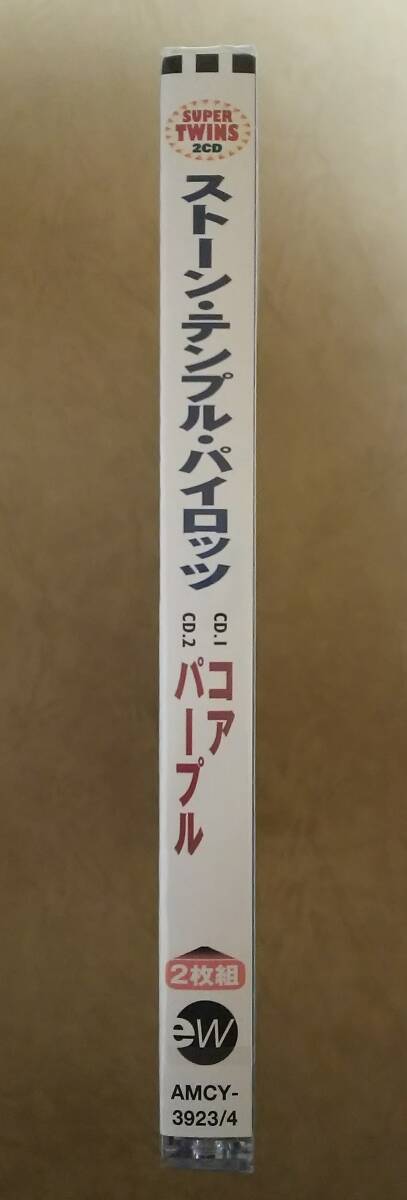 SUPER
TWINS
2CD
ストーン・テンプル・パイロッツ
CD.1 コア
CD.2 パープル
2枚組
ew
AMCY-
3923/4